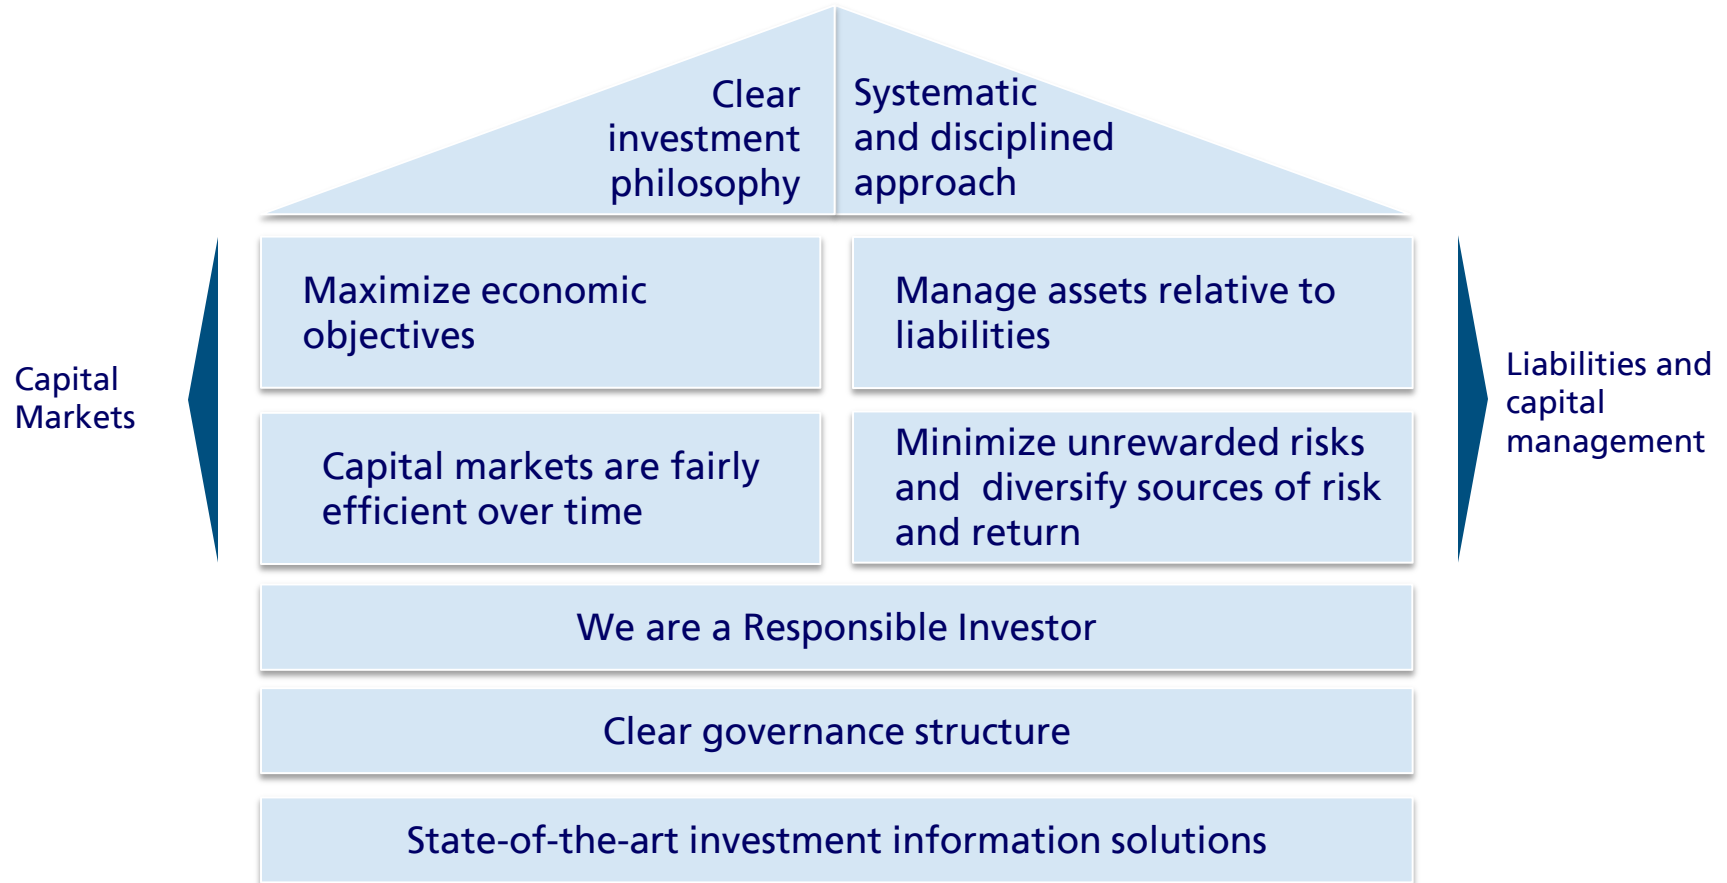 Clear
investment
philosophy
Systematic
and disciplined
approach
Capital
Markets
Maximize economic
objectives
Manage assets relative to
liabilities
Capital markets are fairly
efficient over time
Minimize unrewarded risks
and  diversify sources of risk
and return
Liabilities and
capital
management
We are a Responsible Investor
Clear governance structure
State-of-the-art investment information solutions